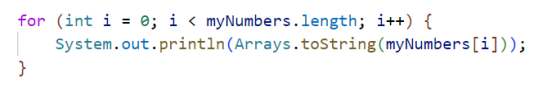 for (int i = 0; i < myNumbers.length; i++) {
    System.out.println(Arrays.toString(myNumbers[i]));
}